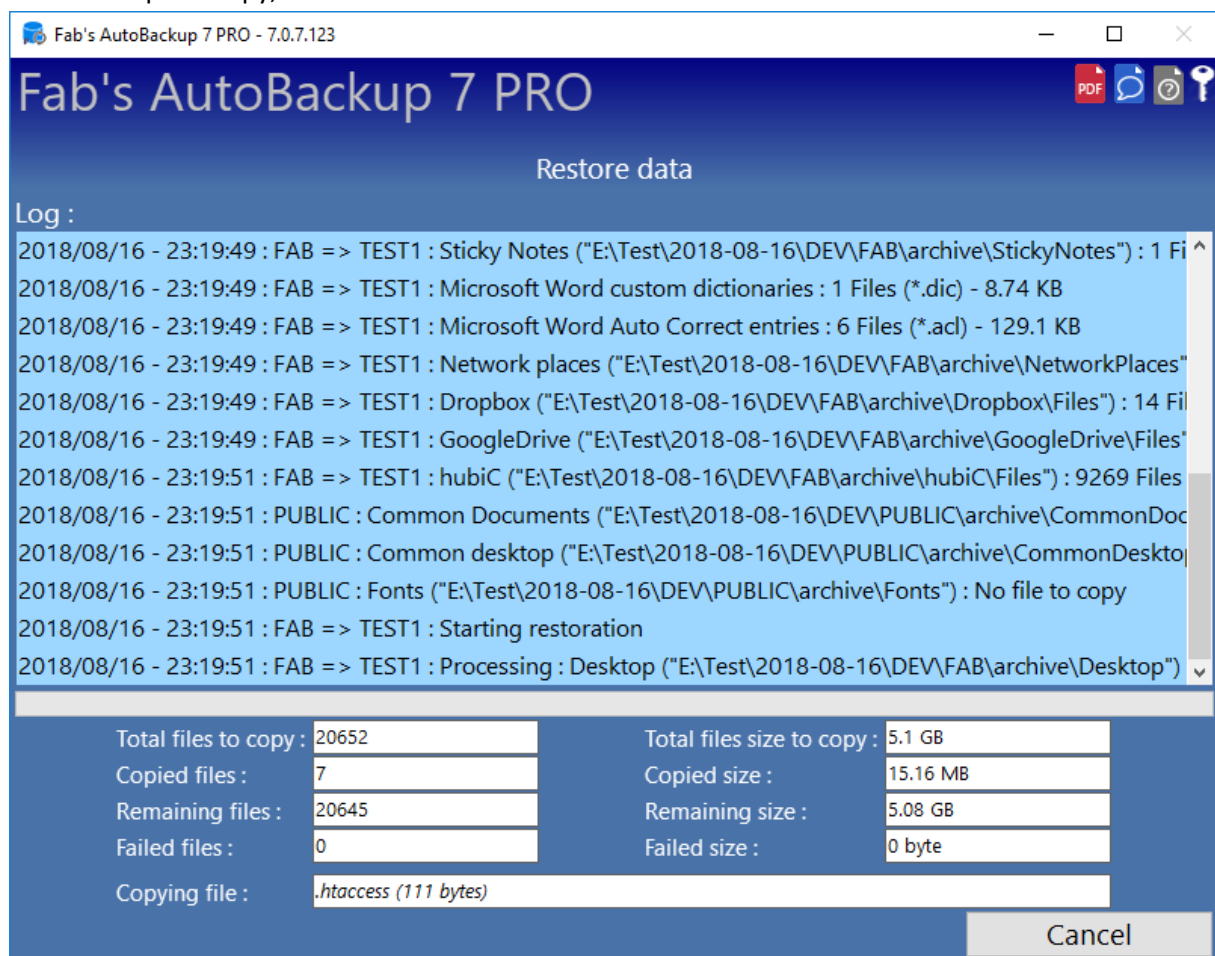 Fab's AutoBackup 7 PRO - 7.0.7.123
Fab's AutoBackup 7 PRO
PDF
Restore data
Log :
2018/08/16 - 23:19:49 : FAB => TEST1 : Sticky Notes ("E:\Test\2018-08-16\DEV\FAB\archive\StickyNotes") : 1 Fi
2018/08/16 - 23:19:49 : FAB => TEST1 : Microsoft Word custom dictionaries : 1 Files (*.dic) - 8.74 KB
2018/08/16 - 23:19:49 : FAB => TEST1 : Microsoft Word Auto Correct entries : 6 Files (*.acl) - 129.1 KB
2018/08/16 - 23:19:49 : FAB => TEST1 : Network places ("E:\Test\2018-08-16\DEV\FAB\archive\NetworkPlaces"
2018/08/16 - 23:19:49 : FAB => TEST1 : Dropbox ("E:\Test\2018-08-16\DEV\FAB\archive\Dropbox\Files") : 14 Fil
2018/08/16 - 23:19:49 : FAB => TEST1 : GoogleDrive ("E:\Test\2018-08-16\DEV\FAB\archive\GoogleDrive\Files"
2018/08/16 - 23:19:51 : FAB => TEST1 : hubiC ("E:\Test\2018-08-16\DEV\FAB\archive\hubiC\Files") : 9269 Files
2018/08/16 - 23:19:51 : PUBLIC : Common Documents ("E:\Test\2018-08-16\DEV\PUBLIC\archive\CommonDoc
2018/08/16 - 23:19:51 : PUBLIC : Common desktop ("E:\Test\2018-08-16\DEV\PUBLIC\archive\CommonDesktop
2018/08/16 - 23:19:51 : PUBLIC : Fonts ("E:\Test\2018-08-16\DEV\PUBLIC\archive\Fonts") : No file to copy
2018/08/16 - 23:19:51 : FAB => TEST1 : Starting restoration
2018/08/16 - 23:19:51 : FAB => TEST1 : Processing : Desktop ("E:\Test\2018-08-16\DEV\FAB\archive\Desktop")
Total files to copy : 20652 Total files size to copy : 5.1 GB
Copied files : 7 Copied size : 15.16 MB
Remaining files : 20645 Remaining size : 5.08 GB
Failed files : 0 Failed size : 0 byte
Copying file : .htaccess (111 bytes)
Cancel